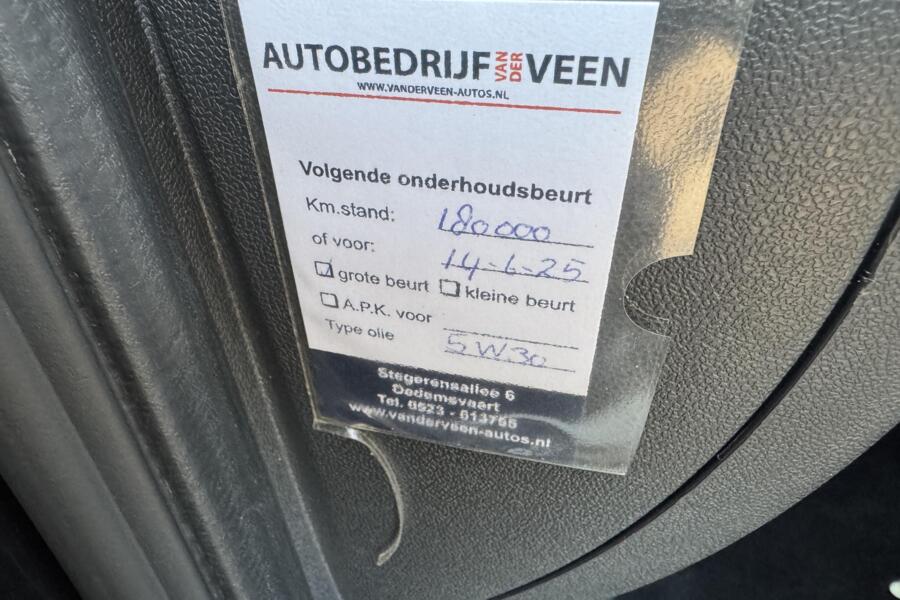 AUTOBEDRIJF VAN DER VEEN
WWW.VANDERVEEN-AUTOS.NL
Volgende onderhoudsbeurt
Km.stand: 180000
of voor: 14-6-25
grote beurt kleine beurt
A.P.K. voor
Type olie 5W30
Stegerensallee 6
Dedemsvaart
Tel. 0523 - 613755
www.vanderveen-autos.nl